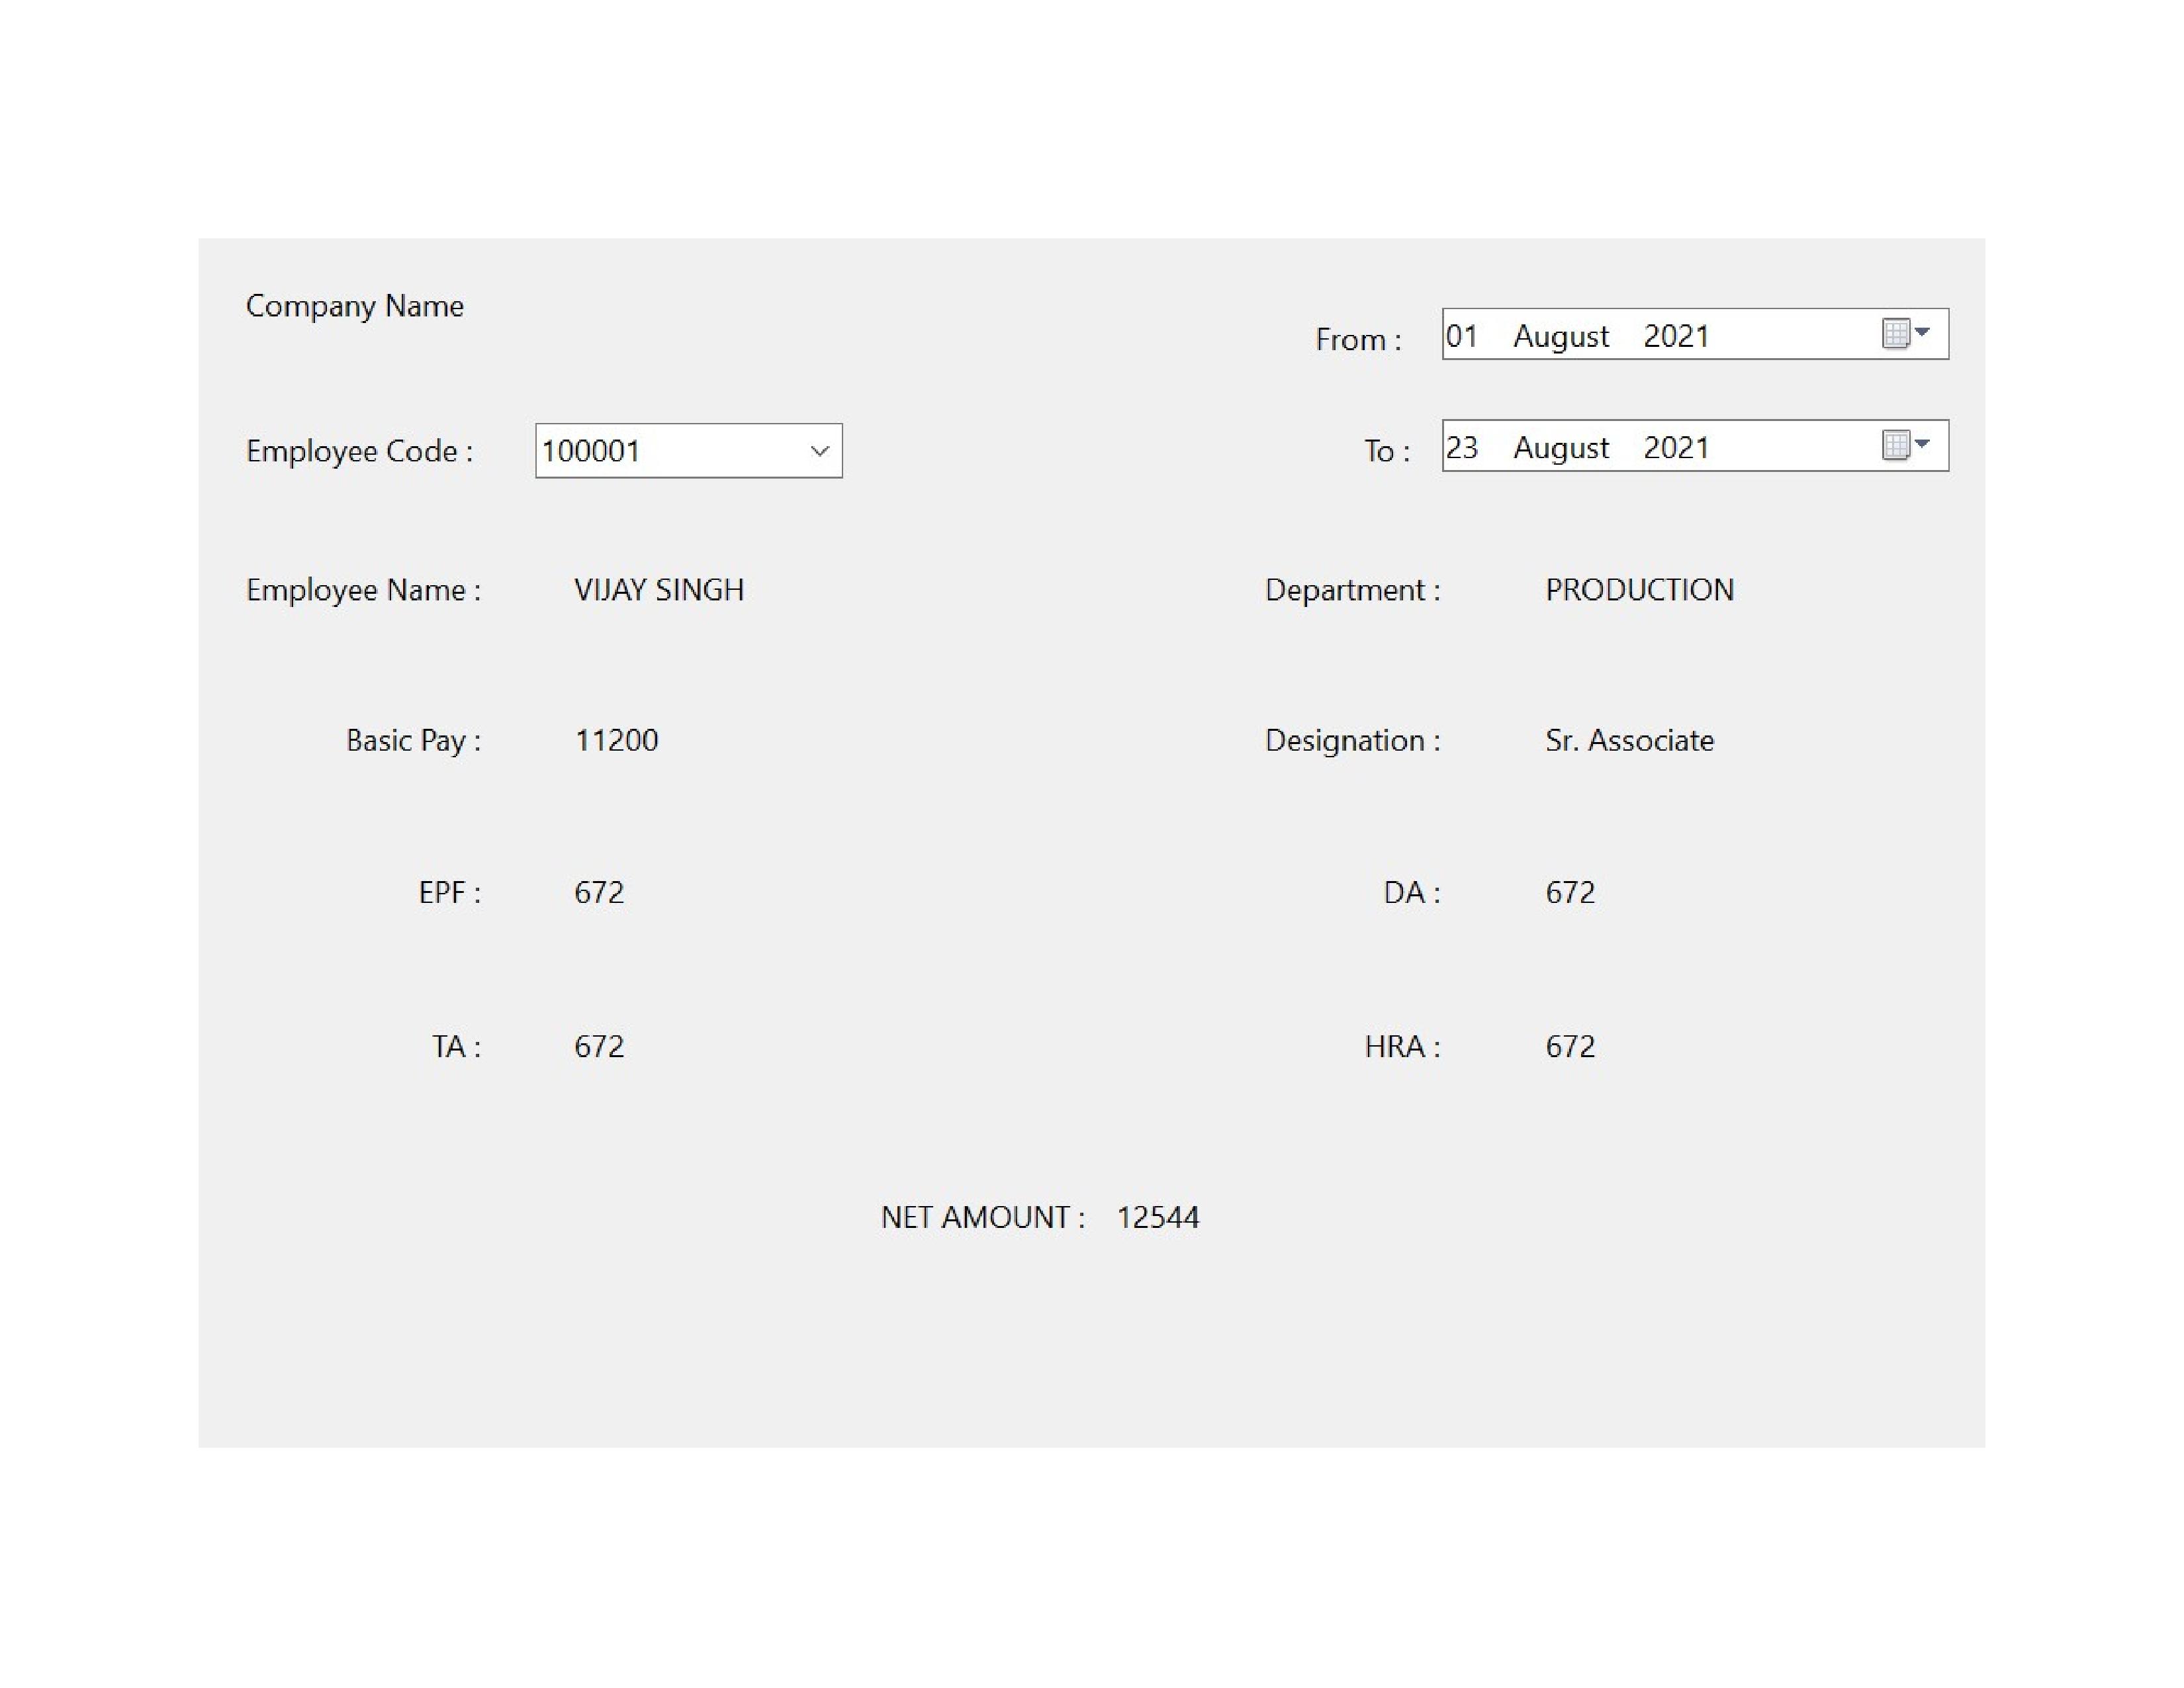 Company Name
From : 01 August 2021
Employee Code : 100001
To : 23 August 2021
Employee Name : VIJAY SINGH
Department : PRODUCTION
Basic Pay : 11200
Designation : Sr. Associate
EPF : 672
DA : 672
TA : 672
HRA : 672
NET AMOUNT : 12544